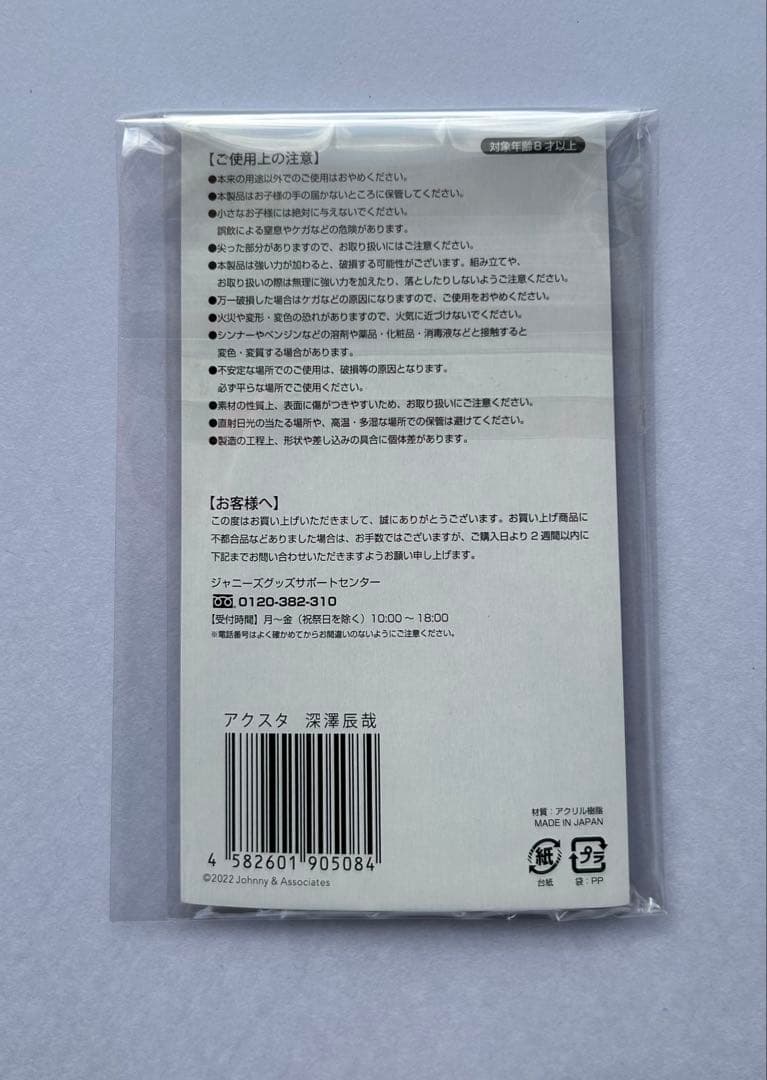 対象年齢8才以上
【ご使用上の注意】
●本来の用途以外でのご使用はおやめください。
●本製品はお子様の手の届かないところに保管してください。
●小さなお子様には絶対に与えないでください。
誤飲による窒息やケガなどの危険があります。
●尖った部分がありますので、お取り扱いにはご注意ください。
●本製品は強い力が加わると、破損する可能性がございます。組み立てや、
お取り扱いの際は無理に強い力を加えたり、落としたりしないようご注意ください。
●万一破損した場合はケガなどの原因になりますので、ご使用をおやめください。
●火災や変形・変色の恐れがありますので、火気に近づけないでください。
●シンナーやベンジンなどの溶剤や薬品・化粧品・消毒液などと接触すると
変色・変質する場合があります。
●不安定な場所でのご使用は、破損等の原因となります。
必ず平らな場所でご使用ください。
●素材の性質上、表面に傷がつきやすいため、お取り扱いにご注意ください。
●直射日光の当たる場所や、高温・多湿な場所での保管は避けてください。
●製造の工程上、形状や差し込みの具合に個体差があります。
【お客様へ】
この度はお買い上げいただきまして、誠にありがとうございます。お買い上げ商品に
不都合品などありました場合は、お手数ではございますが、ご購入日より2週間以内に
下記までお問い合わせいただきますようお願い申し上げます。
ジャニーズグッズサポートセンター
0120-382-310
【受付時間】月〜金(祝祭日を除く)10:00〜18:00
※電話番号はよく確かめてからお間違いのないようにご注意ください。
アクスタ 深澤辰哉
4 582601 905084
©2022 Johnny & Associates
材質:アクリル樹脂
MADE IN JAPAN
紙 プラ
台紙 袋:PP